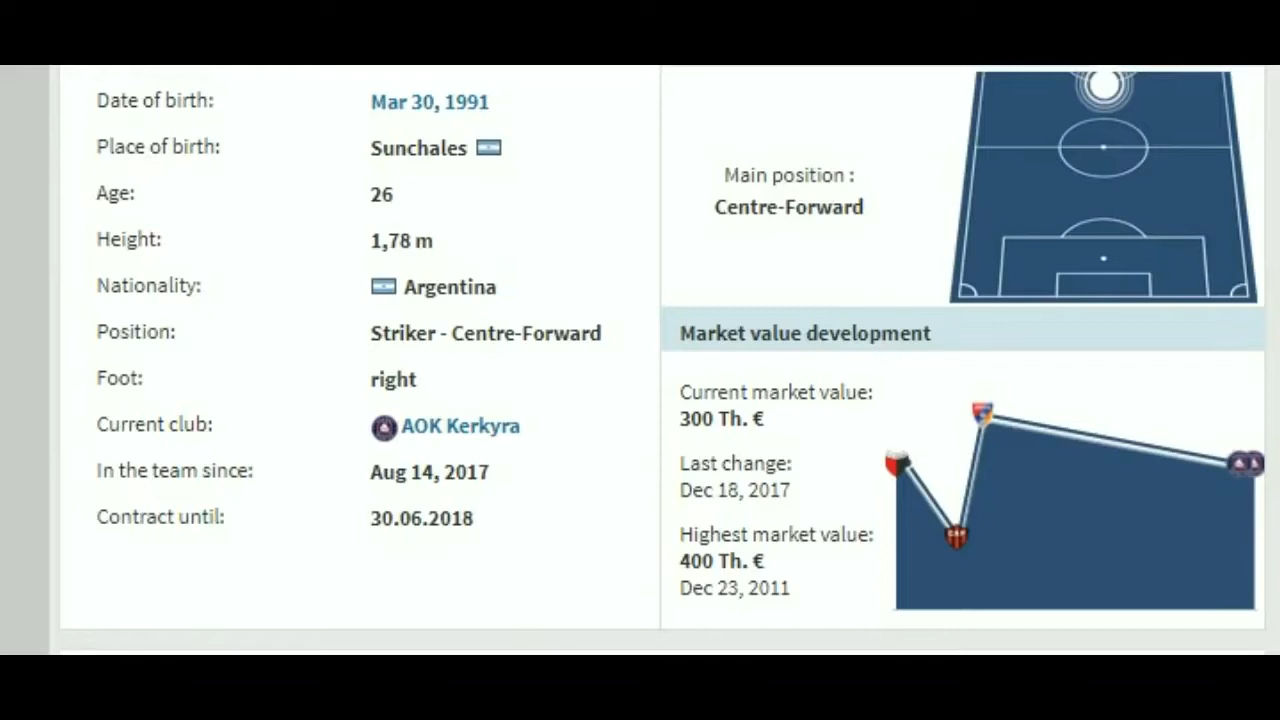 Date of birth: Mar 30, 1991
Place of birth: Sunchales
Age: 26
Height: 1,78 m
Nationality: Argentina
Position: Striker - Centre-Forward
Foot: right
Current club: AOK Kerkyra
In the team since: Aug 14, 2017
Contract until: 30.06.2018
Main position :
Centre-Forward
Market value development
Current market value:
300 Th. €
Last change:
Dec 18, 2017
Highest market value:
400 Th. €
Dec 23, 2011